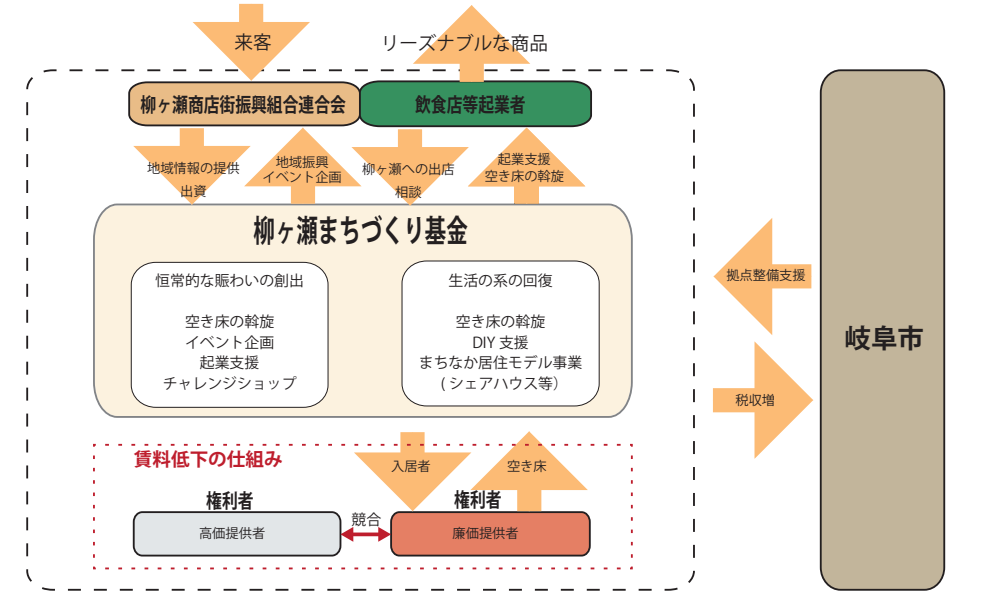 来客
リーズナブルな商品
柳ヶ瀬商店街振興組合連合会
飲食店等起業者
地域情報の提供
出資
地域振興
イベント企画
柳ヶ瀬への出店
相談
起業支援
空き床の斡旋
柳ヶ瀬まちづくり基金
恒常的な賑わいの創出
空き床の斡旋
イベント企画
起業支援
チャレンジショップ
生活の系の回復
空き床の斡旋
DIY 支援
まちなか居住モデル事業
( シェアハウス等）
拠点整備支援
税収増
岐阜市
賃料低下の仕組み
入居者
空き床
権利者
高価提供者
競合
権利者
廉価提供者